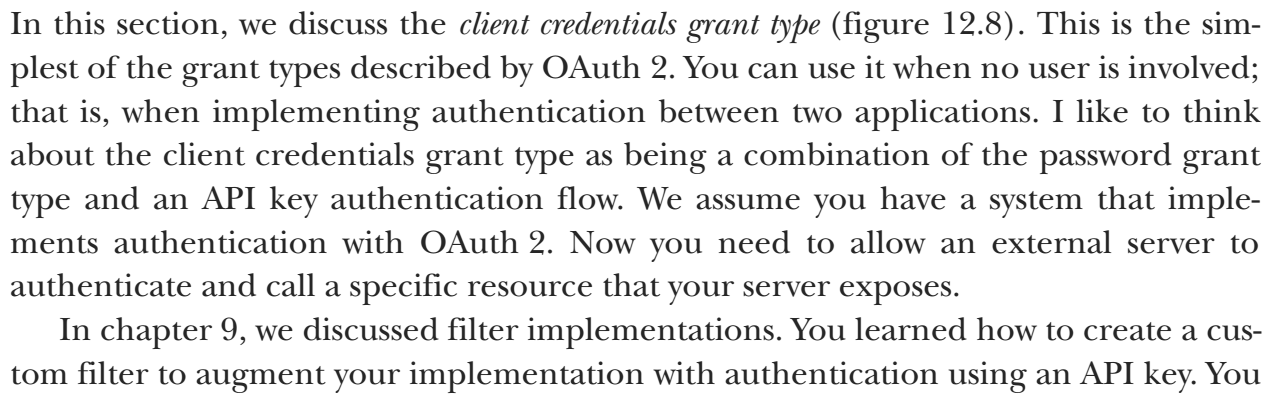 In this section, we discuss the client credentials grant type (figure 12.8). This is the sim-
plest of the grant types described by OAuth 2. You can use it when no user is involved;
that is, when implementing authentication between two applications. I like to think
about the client credentials grant type as being a combination of the password grant
type and an API key authentication flow. We assume you have a system that imple-
ments authentication with OAuth 2. Now you need to allow an external server to
authenticate and call a specific resource that your server exposes.
In chapter 9, we discussed filter implementations. You learned how to create a cus-
tom filter to augment your implementation with authentication using an API key. You